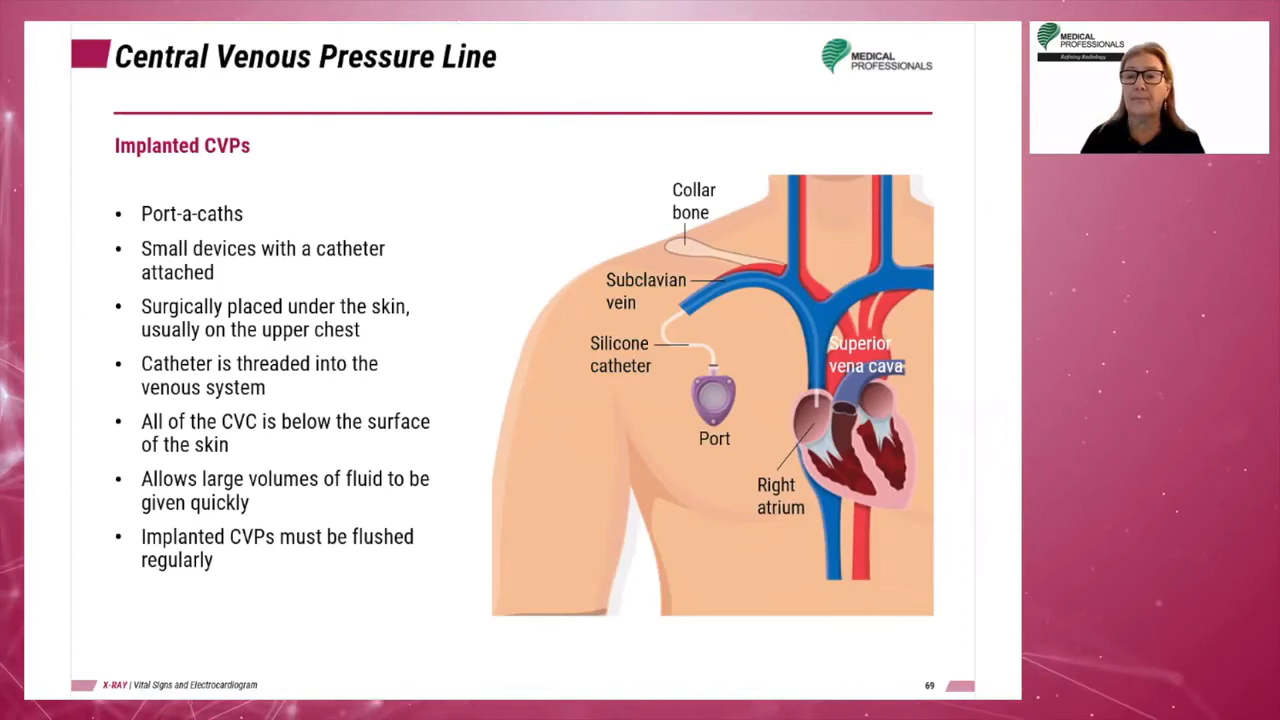 Central Venous Pressure Line
MEDICAL
PROFESSIONALS
MEDICAL
PROFESSIONALS
Refining Radiology
Implanted CVPs
• Port-a-caths
• Small devices with a catheter
attached
• Surgically placed under the skin,
usually on the upper chest
• Catheter is threaded into the
venous system
• All of the CVC is below the surface
of the skin
• Allows large volumes of fluid to be
given quickly
• Implanted CVPs must be flushed
regularly
Collar
bone
Subclavian
vein
Silicone
catheter
Superior
vena cava
Port
Right
atrium
X-RAY | Vital Signs and Electrocardiogram
69